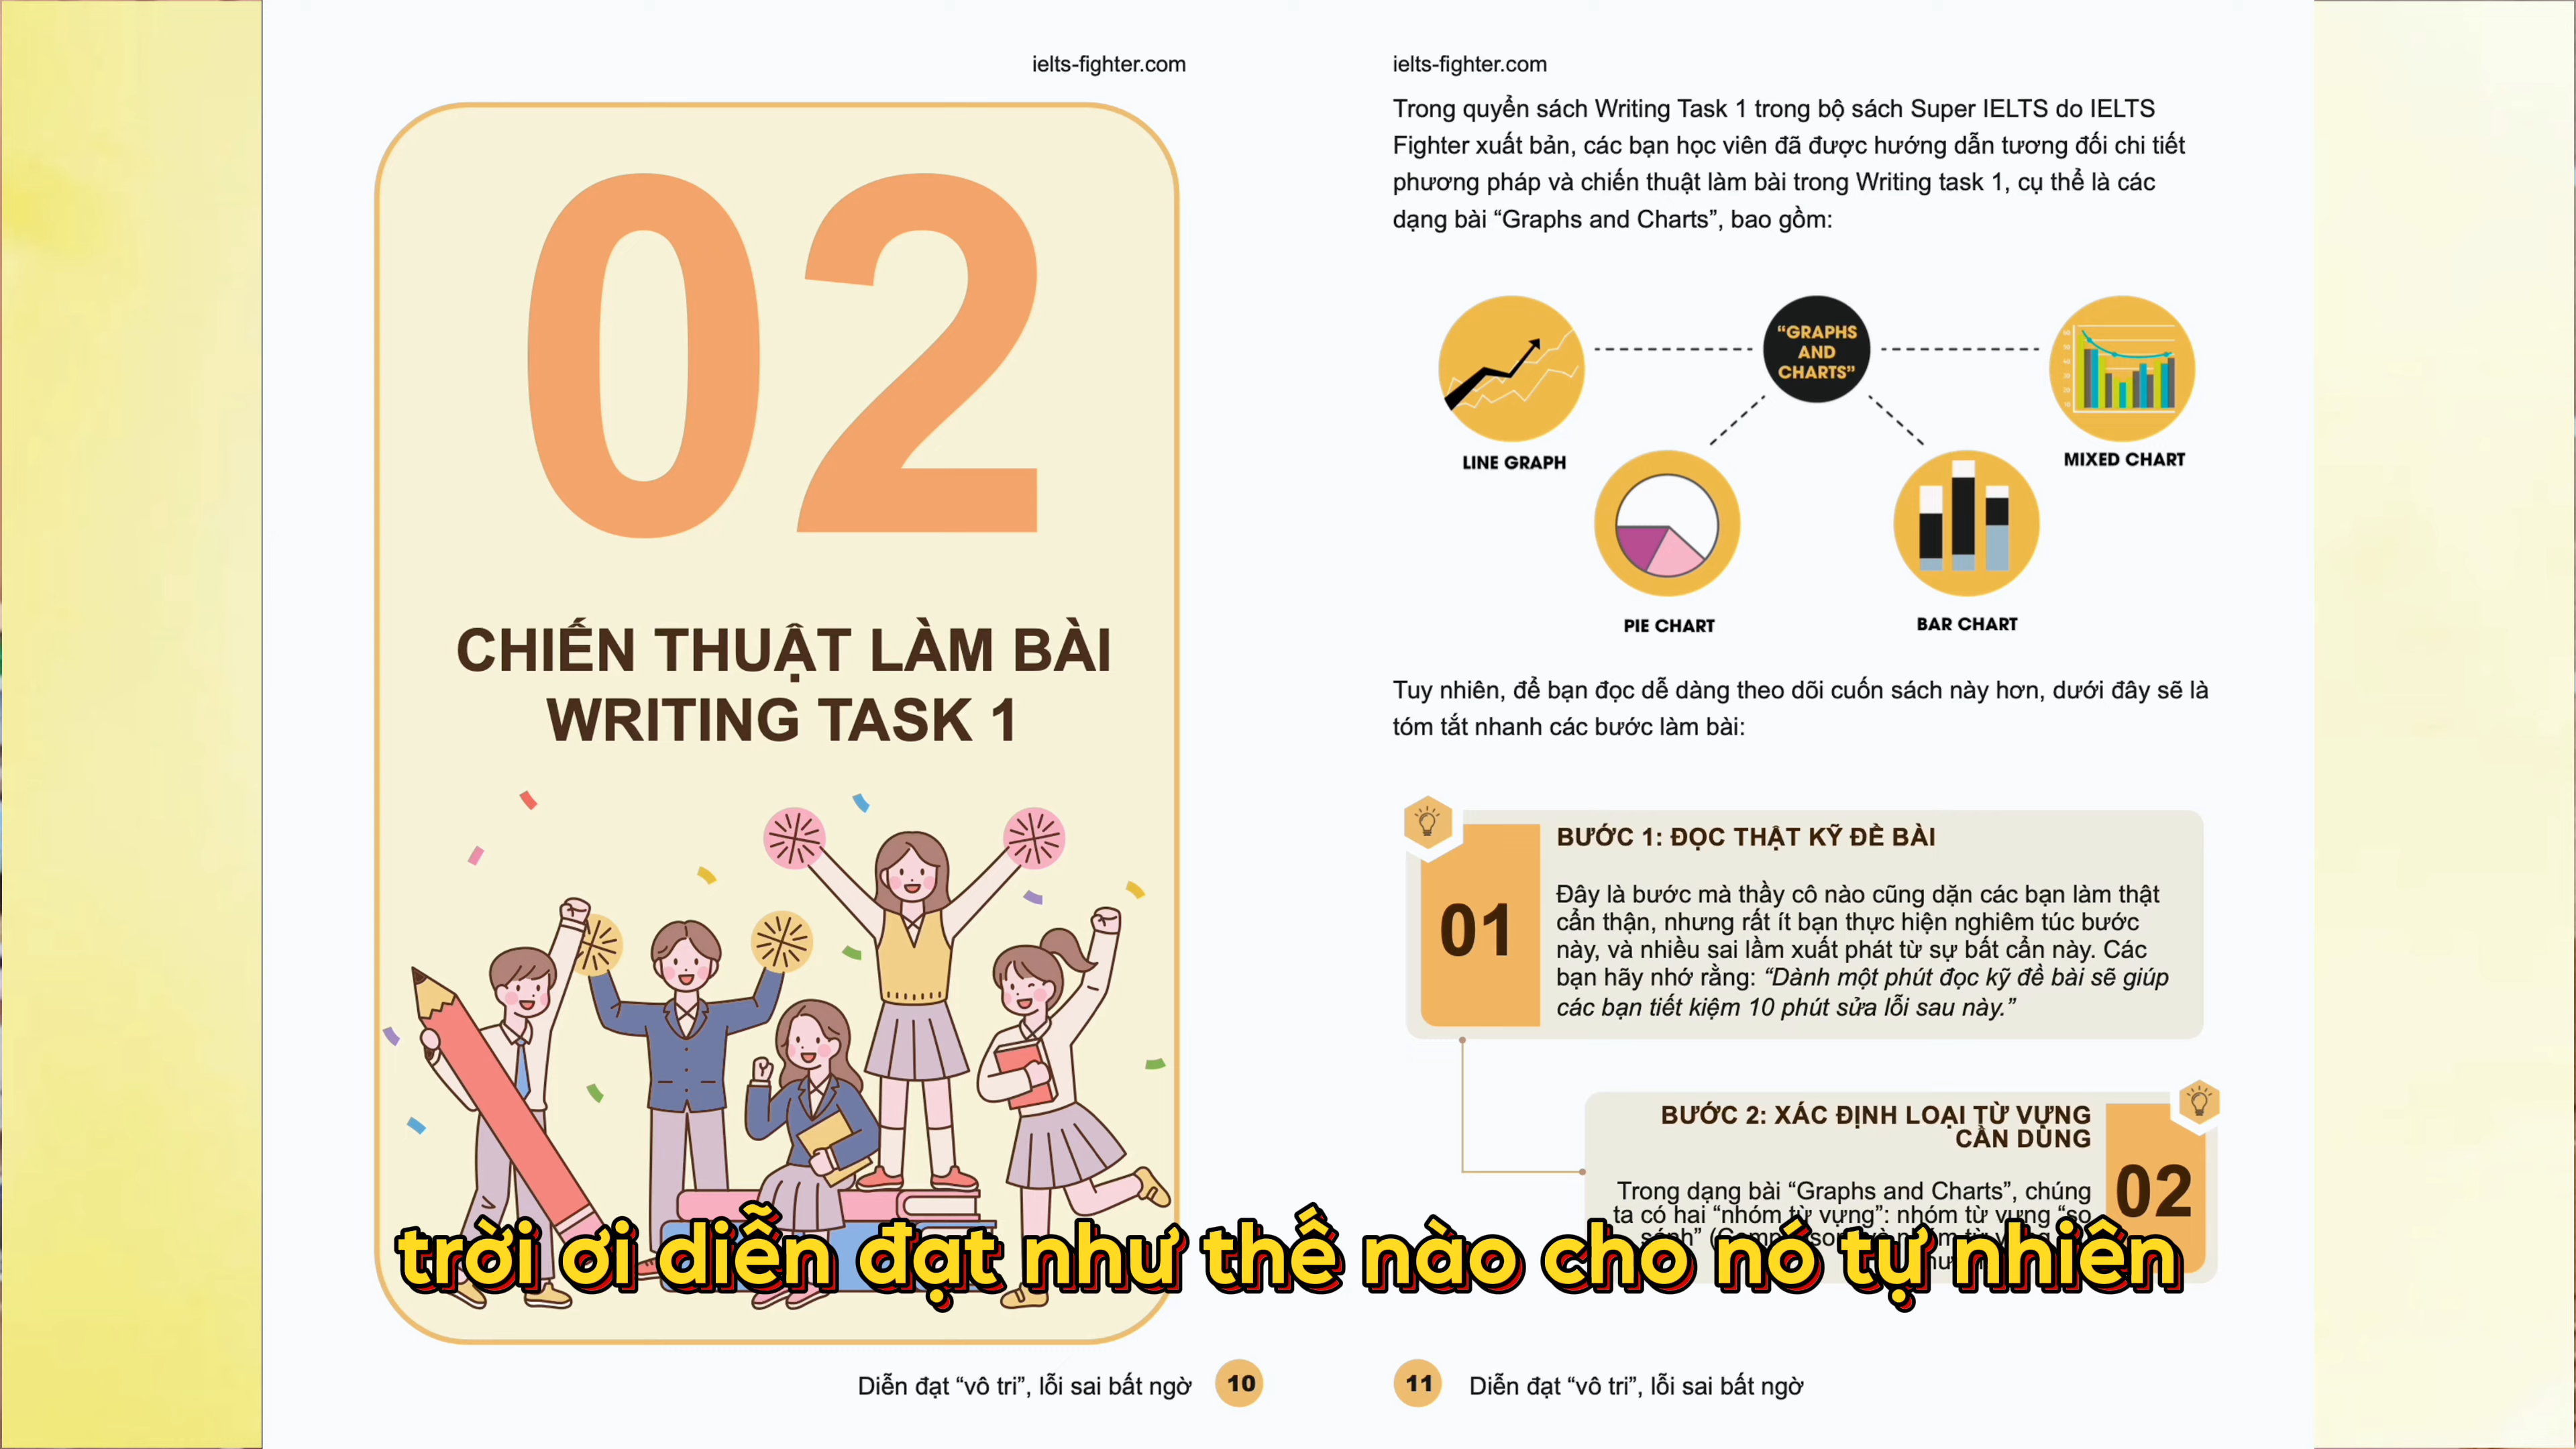 ielts-fighter.com
02
CHIẾN THUẬT LÀM BÀI
WRITING TASK 1
Diễn đạt “vô tri”, lỗi sai bất ngờ
10
ielts-fighter.com
Trong quyển sách Writing Task 1 trong bộ sách Super IELTS do IELTS
Fighter xuất bản, các bạn học viên đã được hướng dẫn tương đối chi tiết
phương pháp và chiến thuật làm bài trong Writing task 1, cụ thể là các
dạng bài “Graphs and Charts”, bao gồm:
“GRAPHS
AND
CHARTS”
LINE GRAPH
MIXED CHART
PIE CHART
BAR CHART
Tuy nhiên, để bạn đọc dễ dàng theo dõi cuốn sách này hơn, dưới đây sẽ là
tóm tắt nhanh các bước làm bài:
01
BƯỚC 1: ĐỌC THẬT KỸ ĐỀ BÀI
Đây là bước mà thầy cô nào cũng dặn các bạn làm thật
cẩn thận, nhưng rất ít bạn thực hiện nghiêm túc bước
này, và nhiều sai lầm xuất phát từ sự bất cẩn này. Các
bạn hãy nhớ rằng: “Dành một phút đọc kỹ đề bài sẽ giúp
các bạn tiết kiệm 10 phút sửa lỗi sau này.”
BƯỚC 2: XÁC ĐỊNH LOẠI TỪ VỰNG
CẦN DÙNG
02
Trong dạng bài “Graphs and Charts”, chúng
ta có hai “nhóm từ vựng”: nhóm từ vựng “so
trời ơi diễn đạt như thế nào cho nó tự nhiên
11
Diễn đạt “vô tri”, lỗi sai bất ngờ